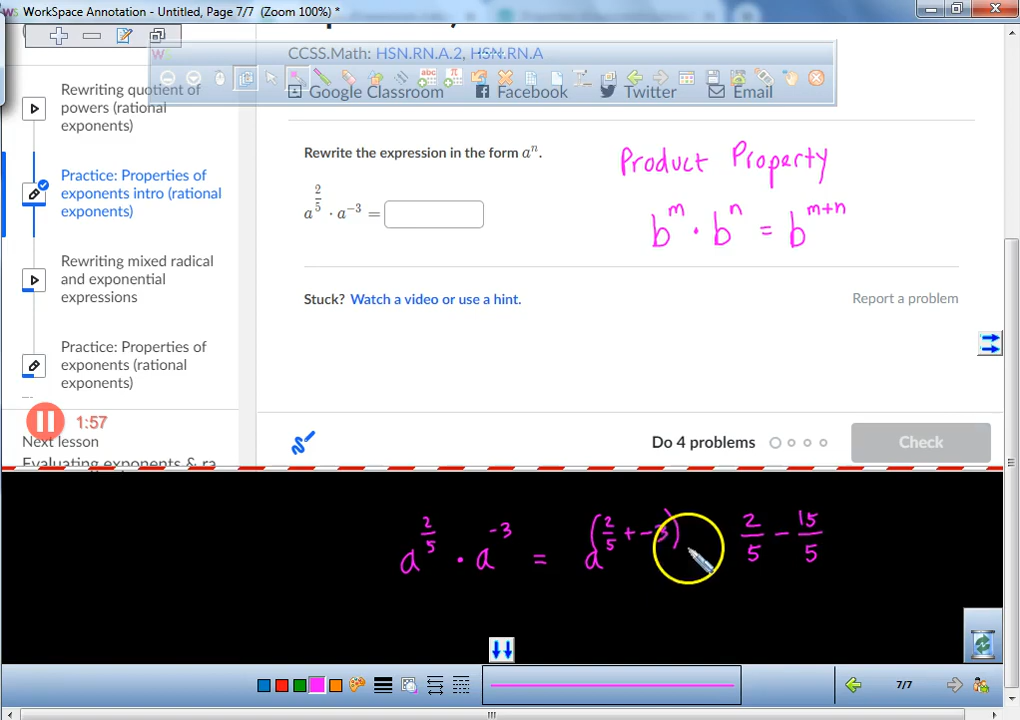 WorkSpace Annotation - Untitled, Page 7/7 (Zoom 100%) *
CCSS.Math: HSN.RN.A.2, HSN.RN.A
Google Classroom Facebook Twitter Email
Rewriting quotient of
powers (rational
exponents)
Practice: Properties of
exponents intro (rational
exponents)
Rewriting mixed radical
and exponential
expressions
Practice: Properties of
exponents (rational
exponents)
1:57
Next lesson
Evaluating exponents & ra
Rewrite the expression in the form aⁿ.
a^(2/5) · a^(−3) =
Product Property
b^m · b^n = b^(m+n)
Stuck? Watch a video or use a hint.
Report a problem
Do 4 problems
Check
a^(2/5) · a^(-3) = a^(2/5 + -3) 2/5 - 15/5
7/7